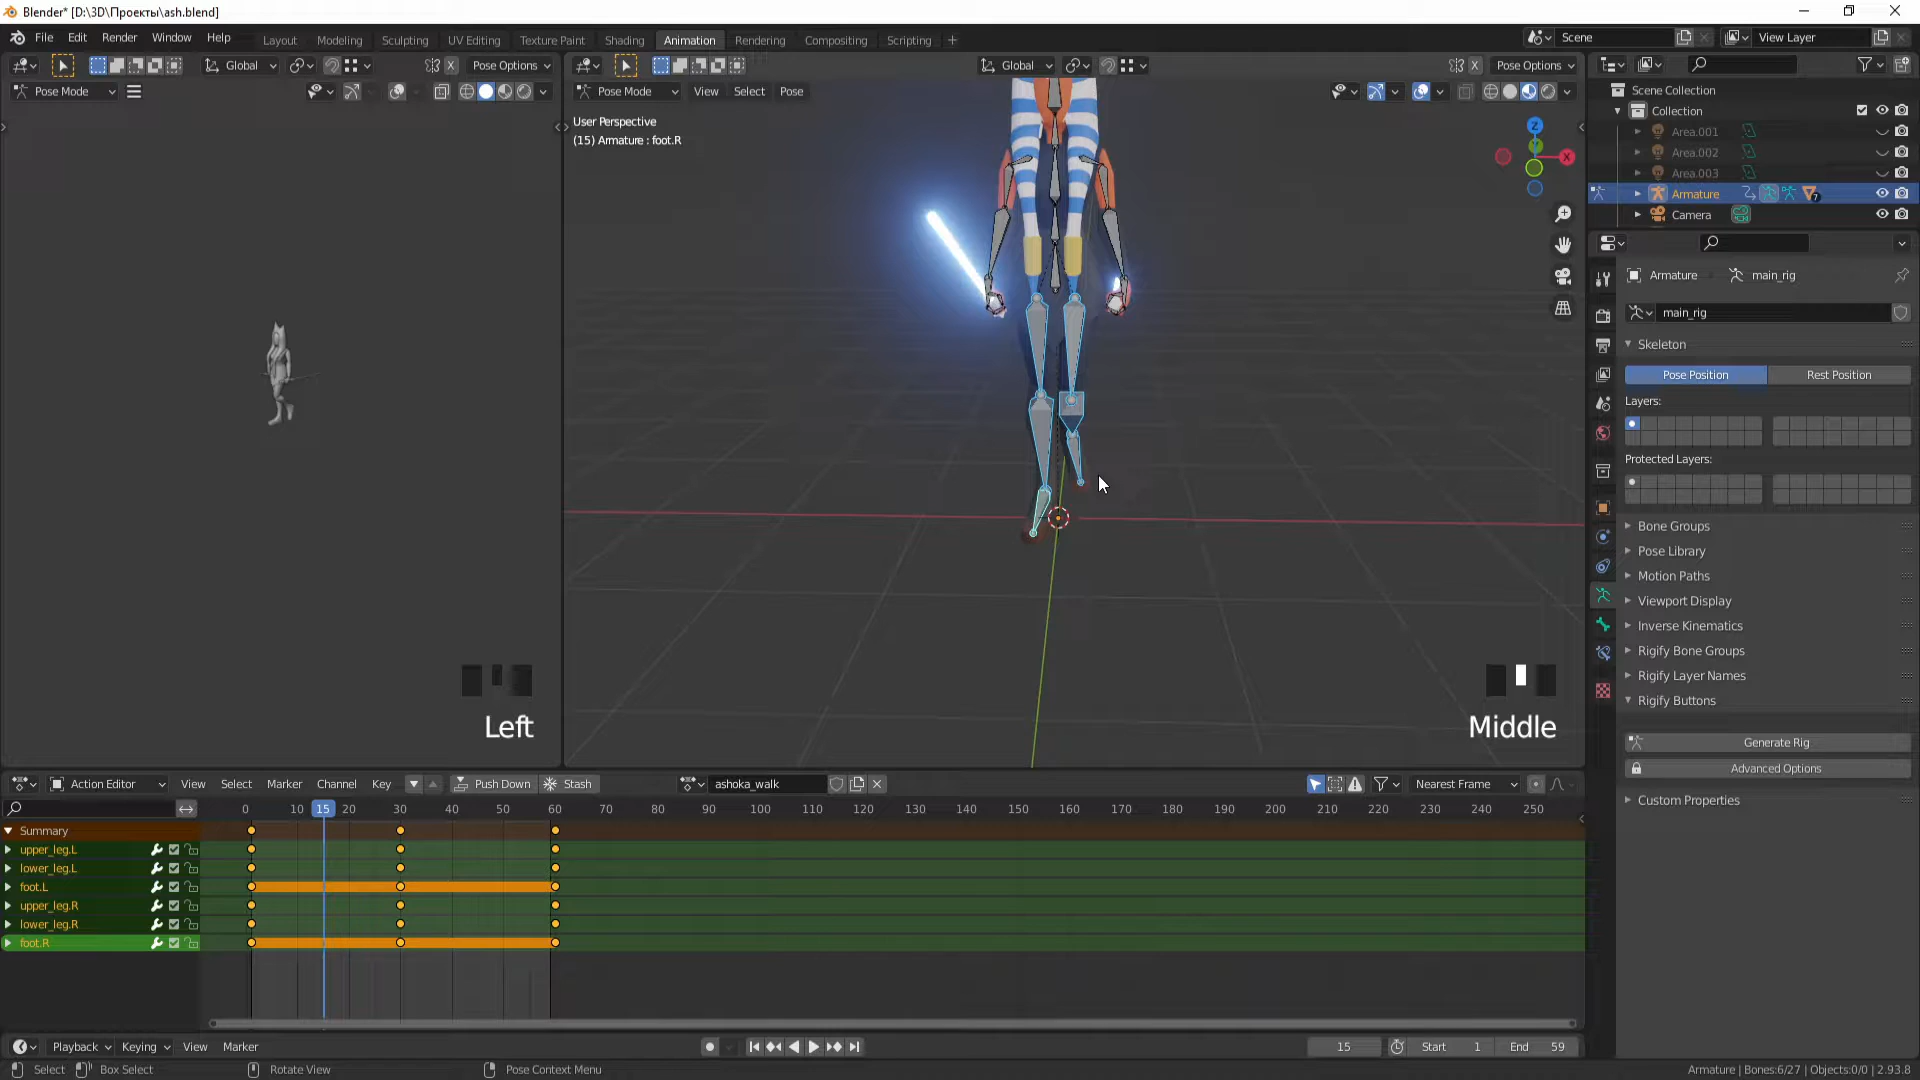 Blender* [D:\3D\Проекты\ash.blend]
File Edit Render Window Help Layout Modeling Sculpting UV Editing Texture Paint Shading Animation Rendering Compositing Scripting + Scene View Layer
Global Pose Options Global Pose Options
Pose Mode Pose Mode View Select Pose
User Perspective
(15) Armature : foot.R
Z
X
Left
Middle
Scene Collection
Collection
Area.001
Area.002
Area.003
Armature 7
Camera
Armature main_rig
main_rig
Skeleton
Pose Position Rest Position
Layers:
Protected Layers:
Bone Groups
Pose Library
Motion Paths
Viewport Display
Inverse Kinematics
Rigify Bone Groups
Rigify Layer Names
Rigify Buttons
Generate Rig
Advanced Options
Custom Properties
Action Editor View Select Marker Channel Key Push Down Stash ashoka_walk Nearest Frame
0 10 15 20 30 40 50 60 70 80 90 100 110 120 130 140 150 160 170 180 190 200 210 220 230 240 250
Summary
upper_leg.L
lower_leg.L
foot.L
upper_leg.R
lower_leg.R
foot.R
Playback Keying View Marker 15 Start 1 End 59
Select Box Select Rotate View Pose Context Menu Armature | Bones:6/27 | Objects:0/0 | 2.93.8